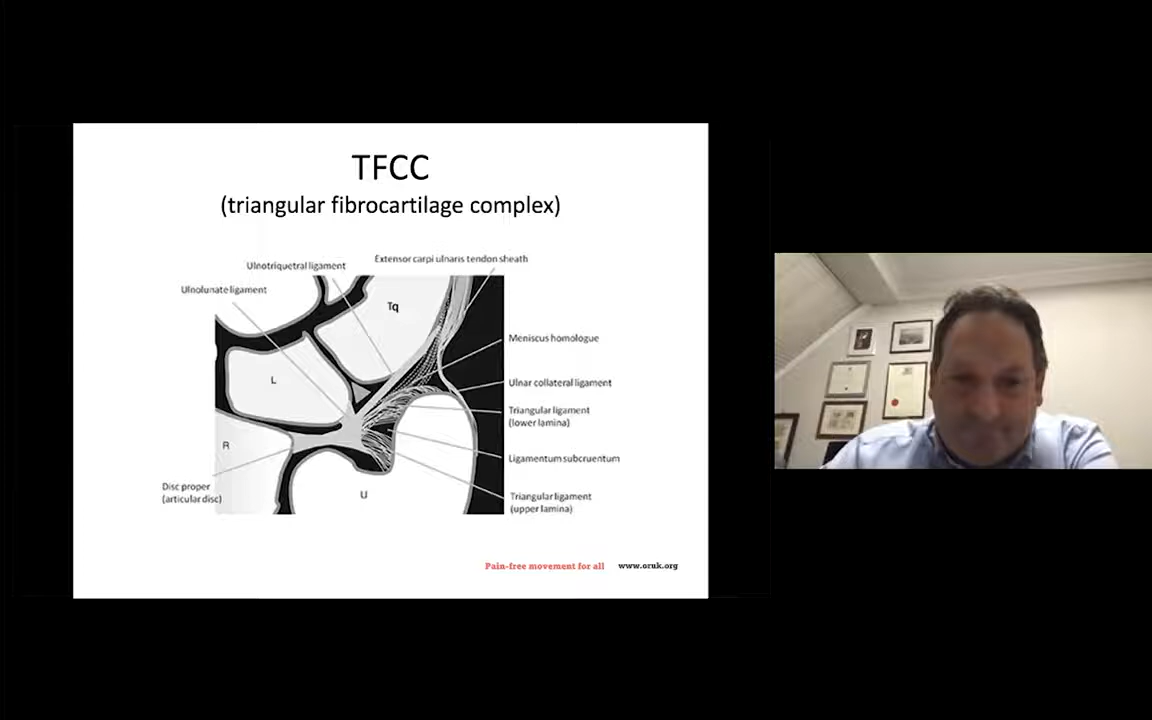 TFCC
(triangular fibrocartilage complex)
Extensor carpi ulnaris tendon sheath
Ulnotriquetral ligament
Ulnolunate ligament
Tq
Meniscus homologue
L
Ulnar collateral ligament
Triangular ligament
(lower lamina)
R
Ligamentum subcruentum
Disc proper
(articular disc)
U
Triangular ligament
(upper lamina)
Pain-free movement for all www.oruk.org